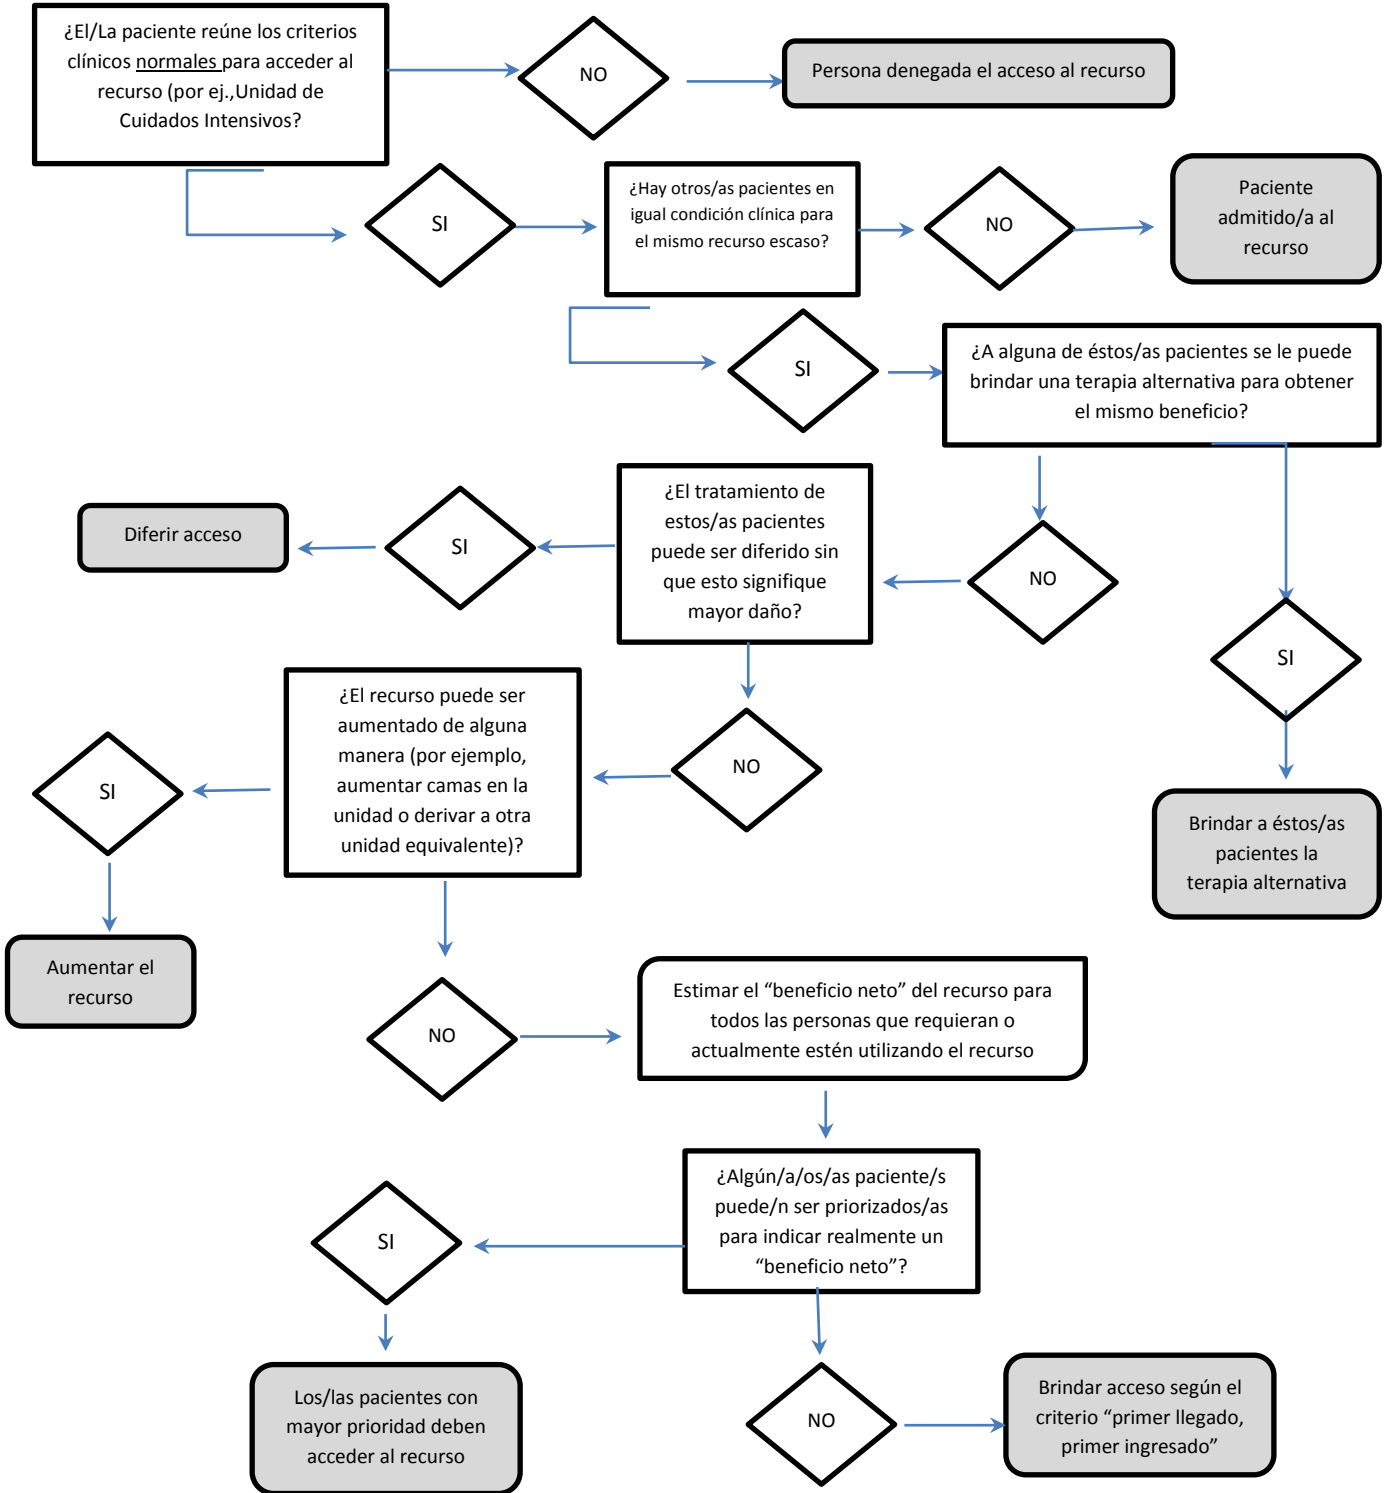 ¿El/La paciente reúne los criterios
clínicos normales para acceder al
recurso (por ej.,Unidad de
Cuidados Intensivos?
NO
Persona denegada el acceso al recurso
SI
¿Hay otros/as pacientes en
igual condición clínica para
el mismo recurso escaso?
NO
Paciente
admitido/a al
recurso
SI
¿A alguna de éstos/as pacientes se le puede
brindar una terapia alternativa para obtener
el mismo beneficio?
Diferir acceso
SI
¿El tratamiento de
estos/as pacientes
puede ser diferido sin
que esto signifique
mayor daño?
NO
SI
Brindar a éstos/as
pacientes la
terapia alternativa
SI
¿El recurso puede ser
aumentado de alguna
manera (por ejemplo,
aumentar camas en la
unidad o derivar a otra
unidad equivalente)?
NO
Aumentar el
recurso
NO
Estimar el “beneficio neto” del recurso para
todos las personas que requieran o
actualmente estén utilizando el recurso
SI
¿Algún/a/os/as paciente/s
puede/n ser priorizados/as
para indicar realmente un
“beneficio neto”?
Los/las pacientes con
mayor prioridad deben
acceder al recurso
NO
Brindar acceso según el
criterio “primer llegado,
primer ingresado”